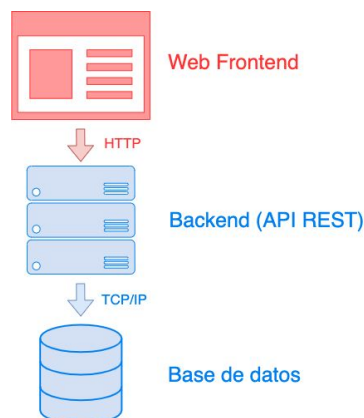 Web Frontend
HTTP
Backend (API REST)
TCP/IP
Base de datos